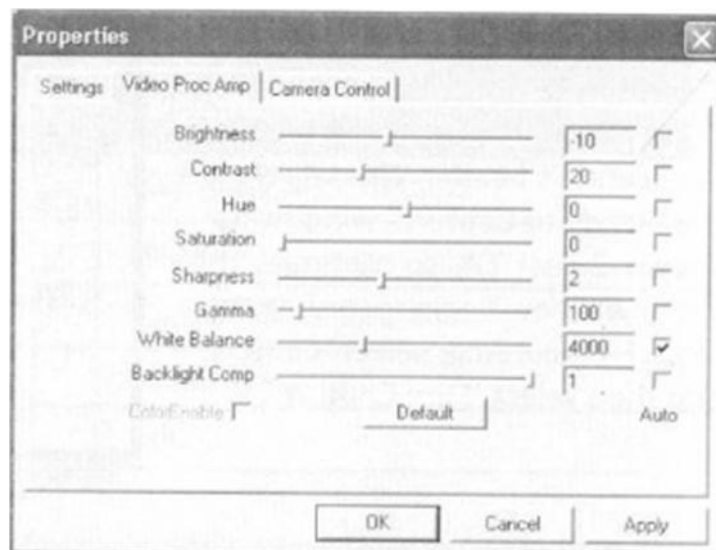 Properties
Settings Video Proc Amp Camera Control
Brightness -10
Contrast 20
Hue 0
Saturation 0
Sharpness 2
Gamma 100
White Balance 4000
Backlight Comp 1
ColorEnable Default Auto
OK Cancel Apply